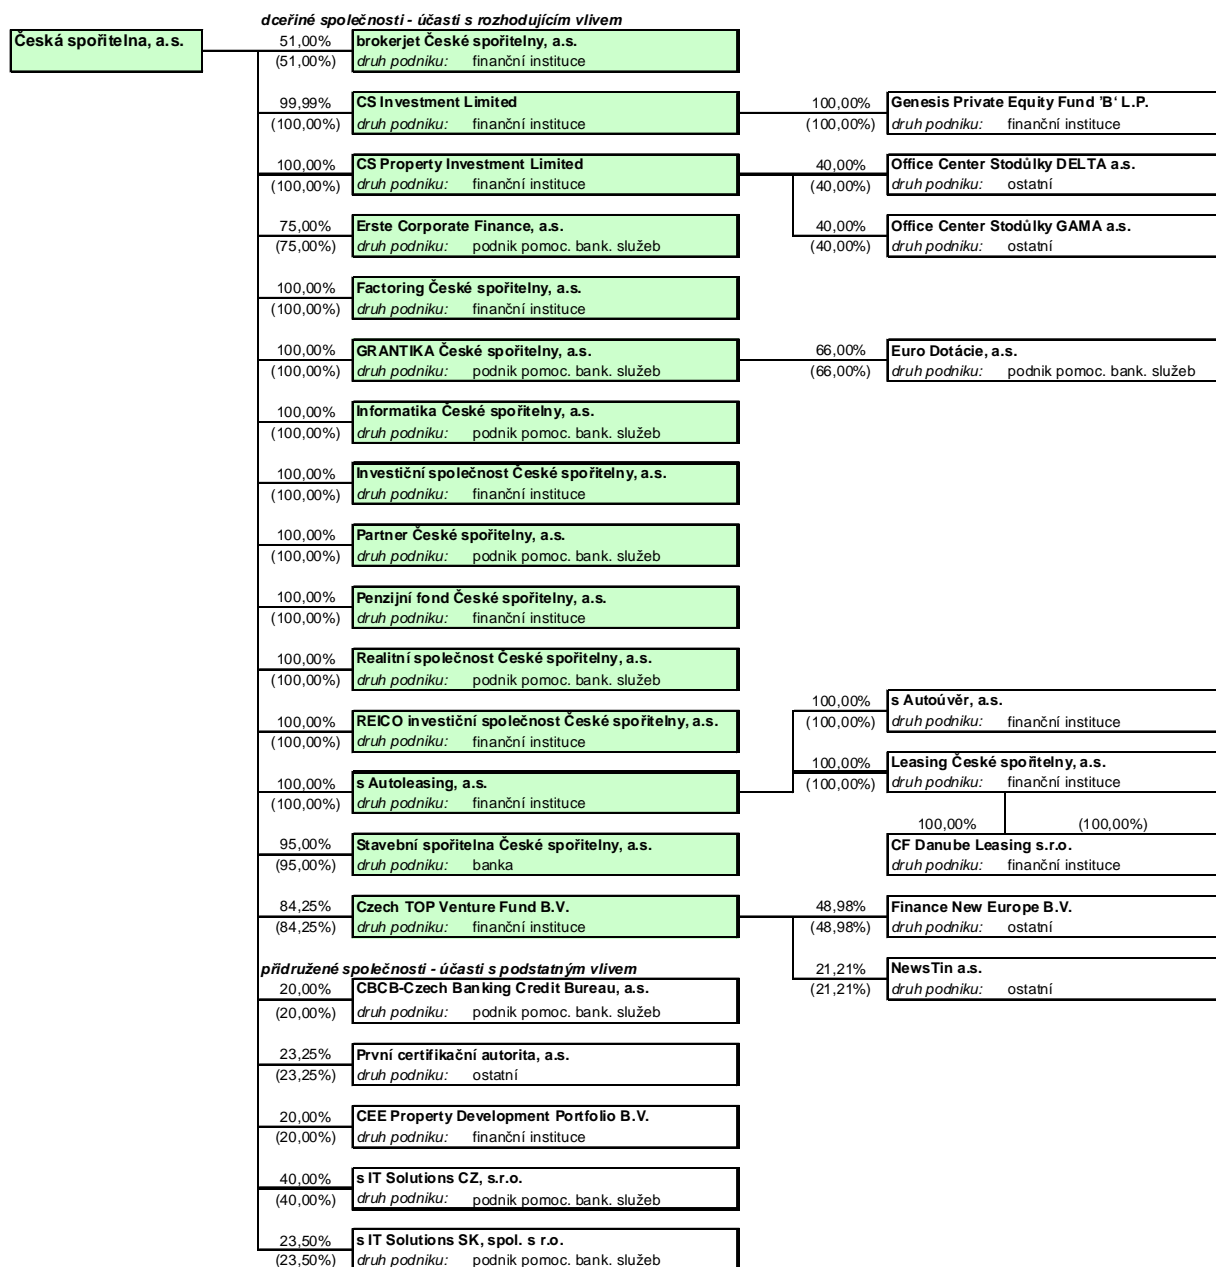 dceřiné společnosti - účasti s rozhodujícím vlivem
Česká spořitelna, a.s.
51,00% brokerjet České spořitelny, a.s.
(51,00%) druh podniku: finanční instituce
99,99% CS Investment Limited 100,00% Genesis Private Equity Fund 'B' L.P.
(100,00%) druh podniku: finanční instituce (100,00%) druh podniku: finanční instituce
100,00% CS Property Investment Limited 40,00% Office Center Stodůlky DELTA a.s.
(100,00%) druh podniku: finanční instituce (40,00%) druh podniku: ostatní
75,00% Erste Corporate Finance, a.s. 40,00% Office Center Stodůlky GAMA a.s.
(75,00%) druh podniku: podnik pomoc. bank. služeb (40,00%) druh podniku: ostatní
100,00% Factoring České spořitelny, a.s.
(100,00%) druh podniku: finanční instituce
100,00% GRANTIKA České spořitelny, a.s. 66,00% Euro Dotácie, a.s.
(100,00%) druh podniku: podnik pomoc. bank. služeb (66,00%) druh podniku: podnik pomoc. bank. služeb
100,00% Informatika České spořitelny, a.s.
(100,00%) druh podniku: podnik pomoc. bank. služeb
100,00% Investiční společnost České spořitelny, a.s.
(100,00%) druh podniku: finanční instituce
100,00% Partner České spořitelny, a.s.
(100,00%) druh podniku: podnik pomoc. bank. služeb
100,00% Penzijní fond České spořitelny, a.s.
(100,00%) druh podniku: finanční instituce
100,00% Realitní společnost České spořitelny, a.s.
(100,00%) druh podniku: podnik pomoc. bank. služeb
100,00% s Autoúvěr, a.s.
100,00% REICO investiční společnost České spořitelny, a.s. (100,00%) druh podniku: finanční instituce
(100,00%) druh podniku: finanční instituce
100,00% Leasing České spořitelny, a.s.
100,00% s Autoleasing, a.s. (100,00%) druh podniku: finanční instituce
(100,00%) druh podniku: finanční instituce
100,00% (100,00%)
95,00% Stavební spořitelna České spořitelny, a.s. CF Danube Leasing s.r.o.
(95,00%) druh podniku: banka druh podniku: finanční instituce
84,25% Czech TOP Venture Fund B.V. 48,98% Finance New Europe B.V.
(84,25%) druh podniku: finanční instituce (48,98%) druh podniku: ostatní
přidružené společnosti - účasti s podstatným vlivem 21,21% NewsTin a.s.
20,00% CBCB-Czech Banking Credit Bureau, a.s. (21,21%) druh podniku: ostatní
(20,00%) druh podniku: podnik pomoc. bank. služeb
23,25% První certifikační autorita, a.s.
(23,25%) druh podniku: ostatní
20,00% CEE Property Development Portfolio B.V.
(20,00%) druh podniku: finanční instituce
40,00% s IT Solutions CZ, s.r.o.
(40,00%) druh podniku: podnik pomoc. bank. služeb
23,50% s IT Solutions SK, spol. s r.o.
(23,50%) druh podniku: podnik pomoc. bank. služeb